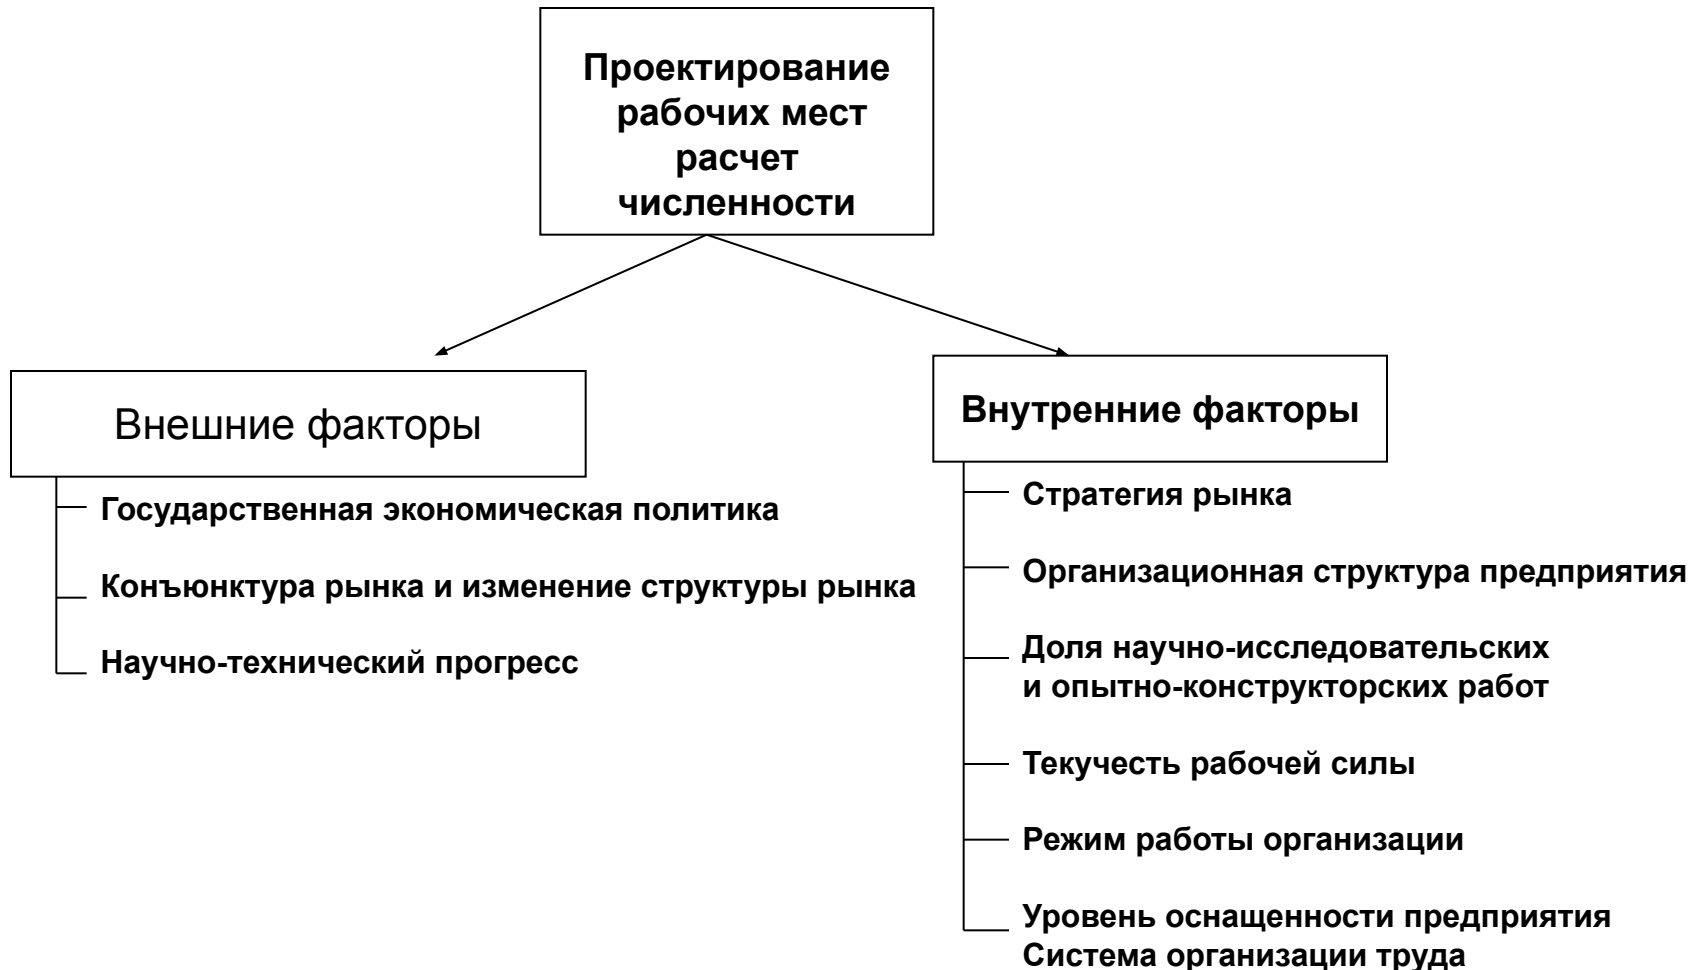 Проектирование
рабочих мест
расчет
численности
Внешние факторы
Государственная экономическая политика
Конъюнктура рынка и изменение структуры рынка
Научно-технический прогресс
Внутренние факторы
Стратегия рынка
Организационная структура предприятия
Доля научно-исследовательских
и опытно-конструкторских работ
Текучесть рабочей силы
Режим работы организации
Уровень оснащенности предприятия
Система организации труда